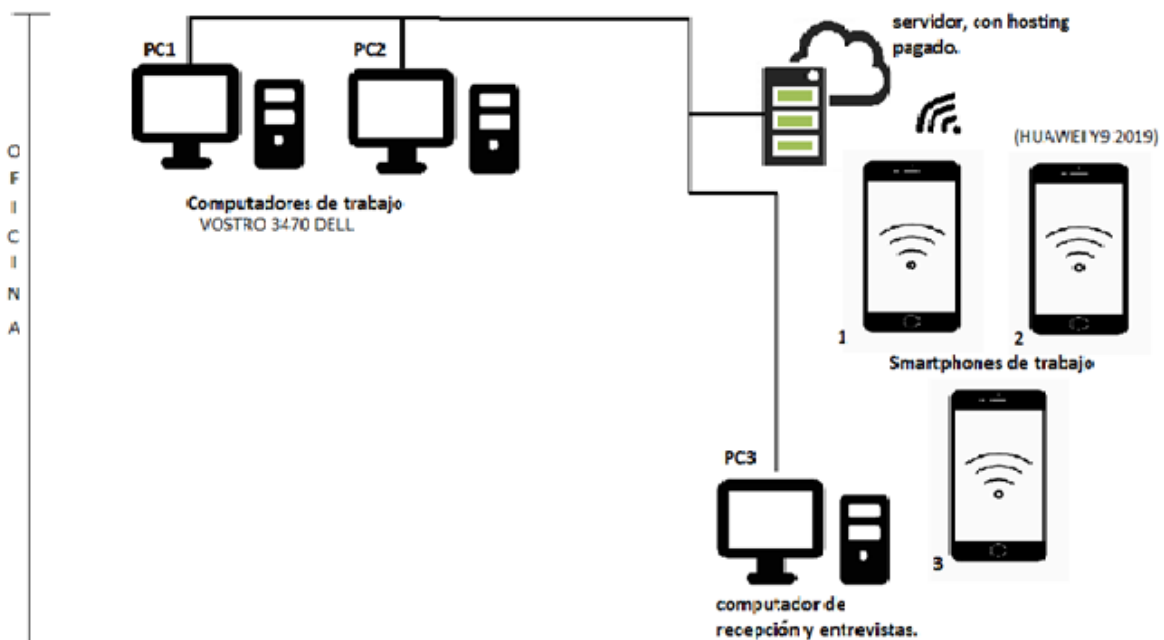 OFICINA
PC1
PC2
Computadores de trabajo
VOSTRO 3470 DELL
servidor, con hosting
pagado.
(HUAWEI Y9 2019)
1
2
Smartphones de trabajo
3
PC3
computador de
recepción y entrevistas.